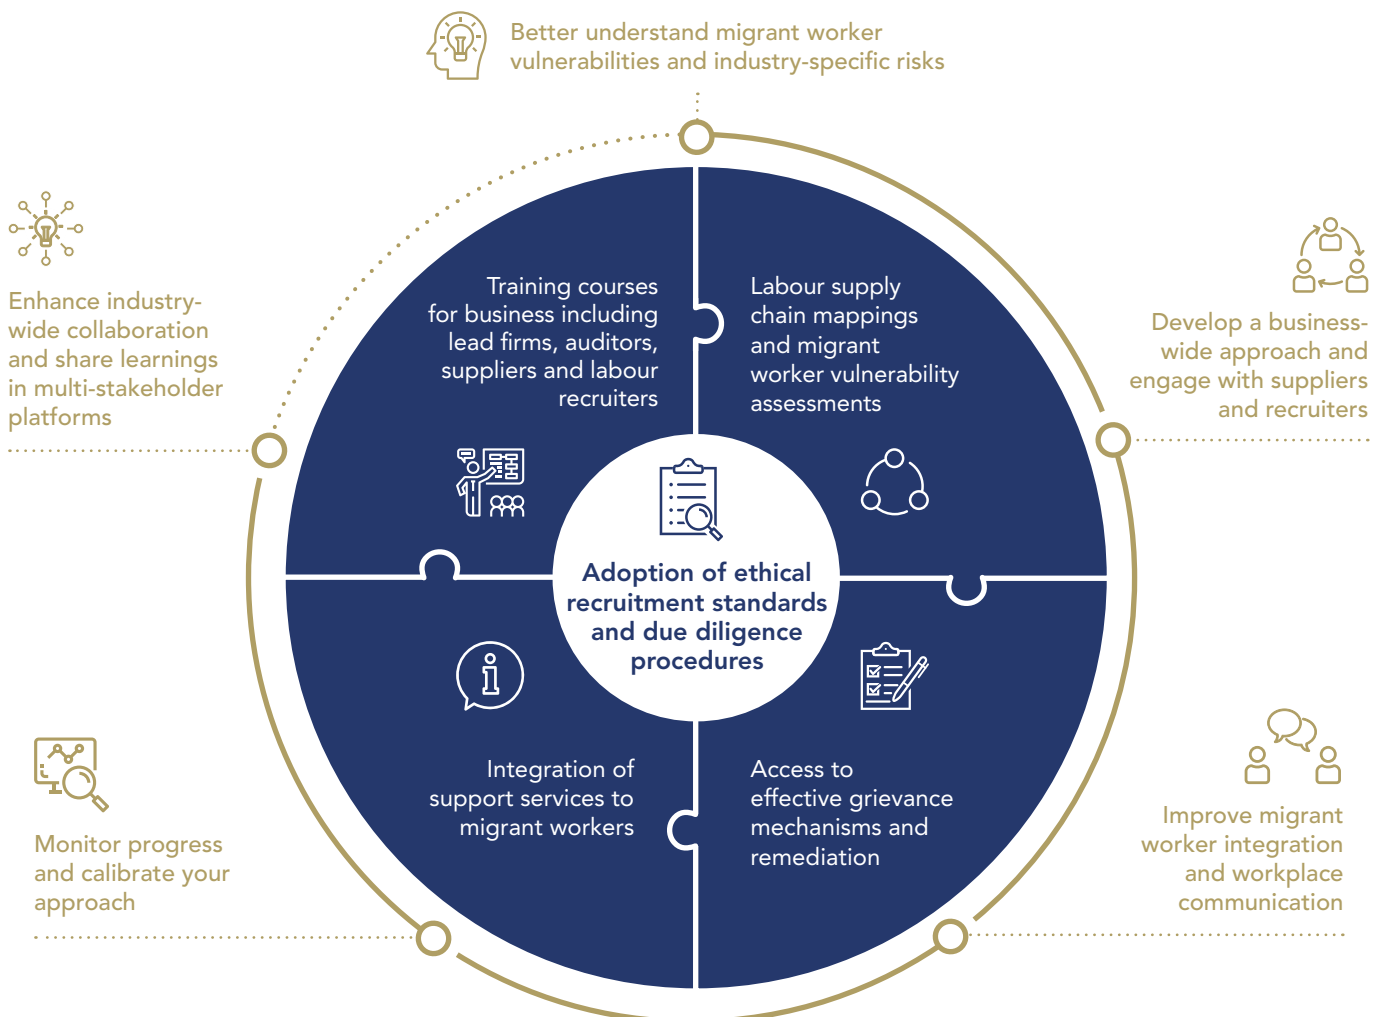 Better understand migrant worker
vulnerabilities and industry-specific risks
Enhance industry-
wide collaboration
and share learnings
in multi-stakeholder
platforms
Training courses
for business including
lead firms, auditors,
suppliers and labour
recruiters
Labour supply
chain mappings
and migrant
worker vulnerability
assessments
Develop a business-
wide approach and
engage with suppliers
and recruiters
Adoption of ethical
recruitment standards
and due diligence
procedures
Integration of
support services to
migrant workers
Access to
effective grievance
mechanisms and
remediation
Monitor progress
and calibrate your
approach
Improve migrant
worker integration
and workplace
communication